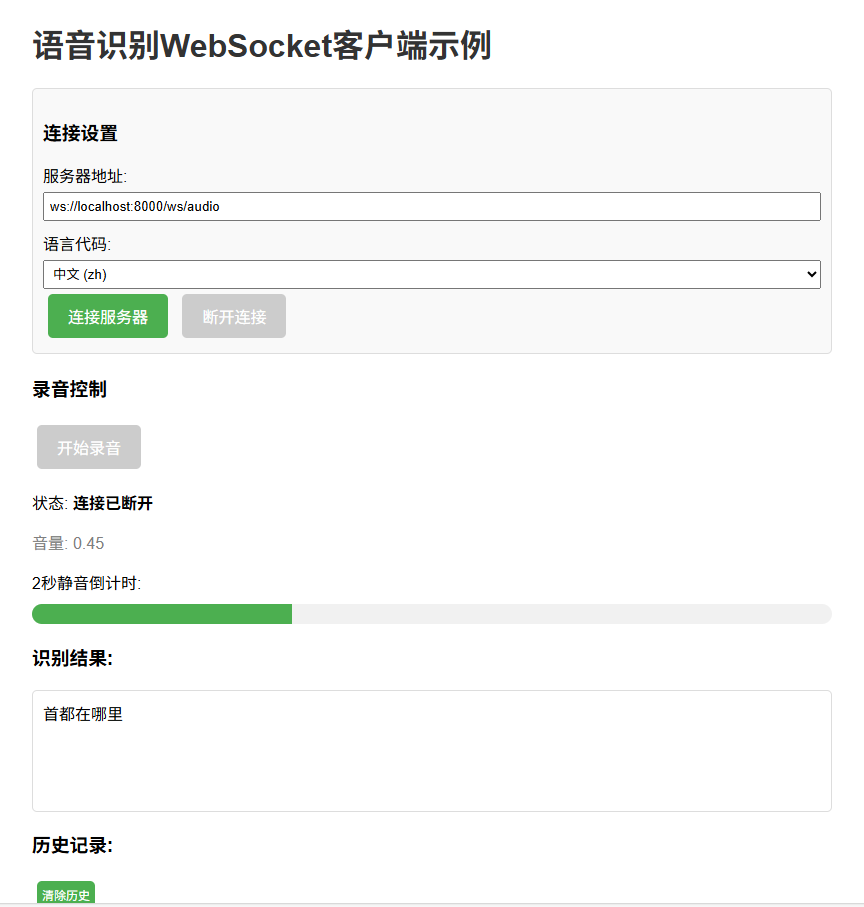 语音识别WebSocket客户端示例
连接设置
服务器地址:
ws://localhost:8000/ws/audio
语言代码:
中文 (zh)
连接服务器 断开连接
录音控制
开始录音
状态: 连接已断开
音量: 0.45
2秒静音倒计时:
识别结果:
首都在哪里
历史记录:
清除历史